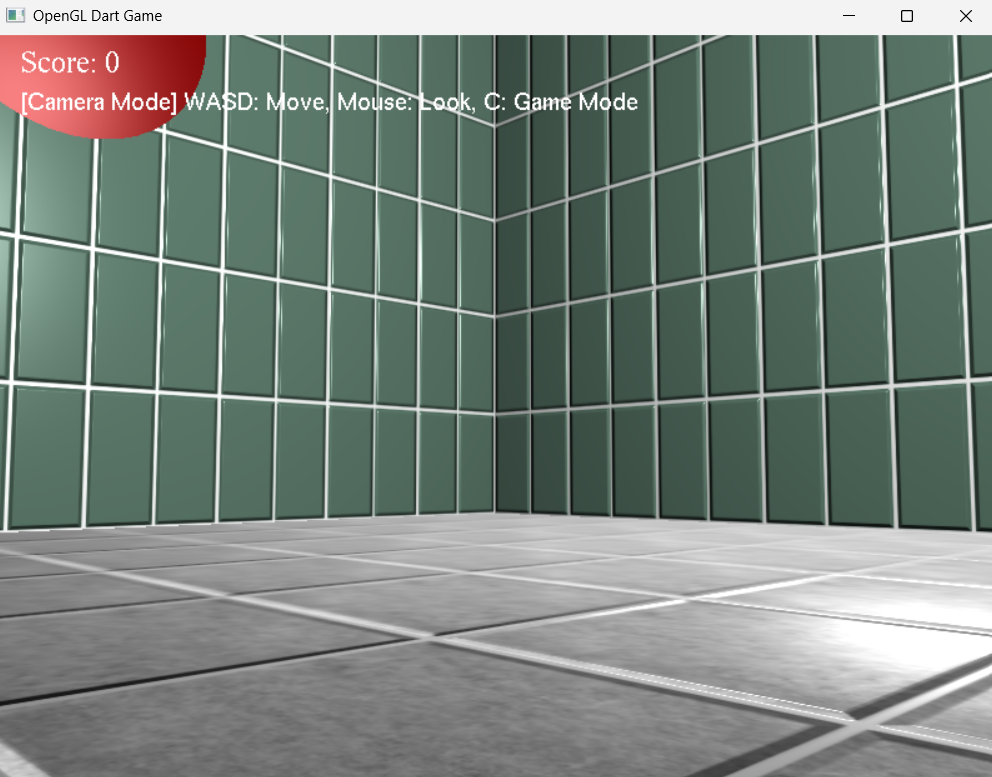 OpenGL Dart Game
Score: 0
[Camera Mode] WASD: Move, Mouse: Look, C: Game Mode